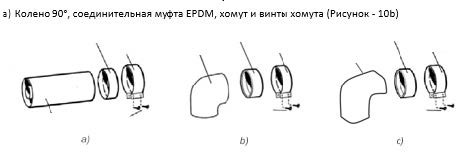 а) Колено 90°, соединительная муфта EPDM, хомут и винты хомута (Рисунок - 10b)
a) b) c)